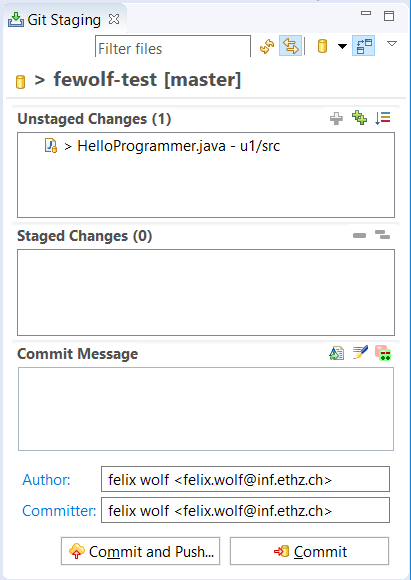 Git Staging
Filter files
> fewolf-test [master]
Unstaged Changes (1)
> HelloProgrammer.java - u1/src
Staged Changes (0)
Commit Message
Author: felix wolf <felix.wolf@inf.ethz.ch>
Committer: felix wolf <felix.wolf@inf.ethz.ch>
Commit and Push... Commit